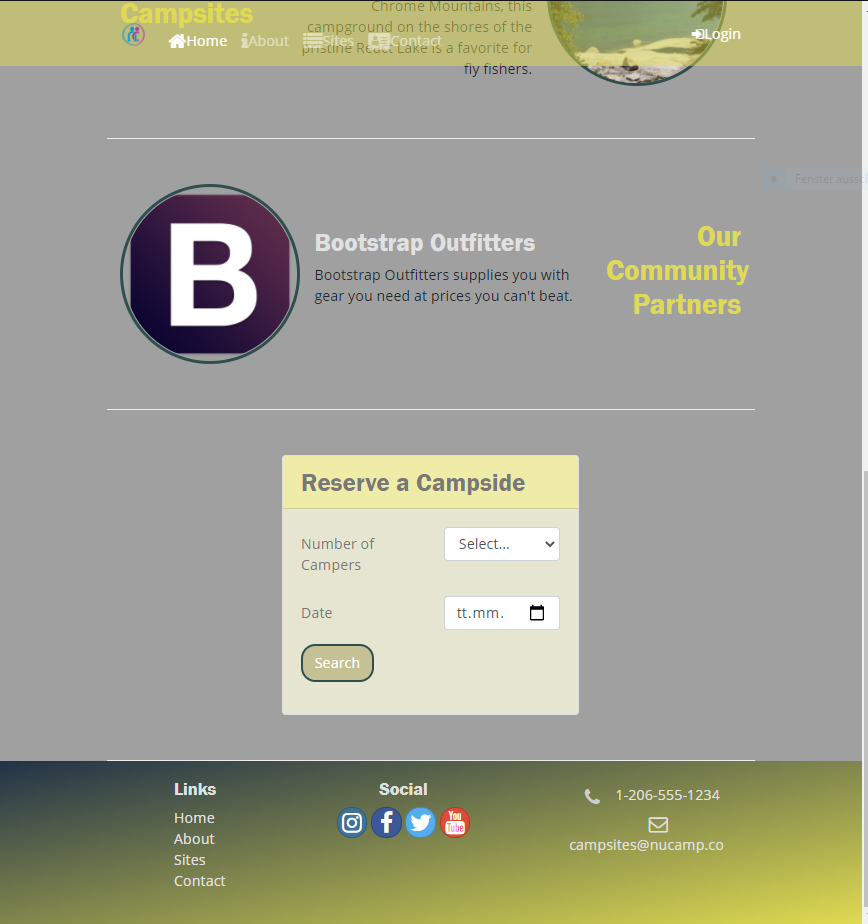 Campsites
Chrome Mountains, this
campground on the shores of the
pristine React Lake is a favorite for
fly fishers.
Home About Sites Contact Login
Fenster aussc
B
Bootstrap Outfitters
Bootstrap Outfitters supplies you with
gear you need at prices you can't beat.
Our
Community
Partners
Reserve a Campside
Number of
Campers
Select...
Date
tt.mm.
Search
Links
Home
About
Sites
Contact
Social
You
Tube
1-206-555-1234
campsites@nucamp.co